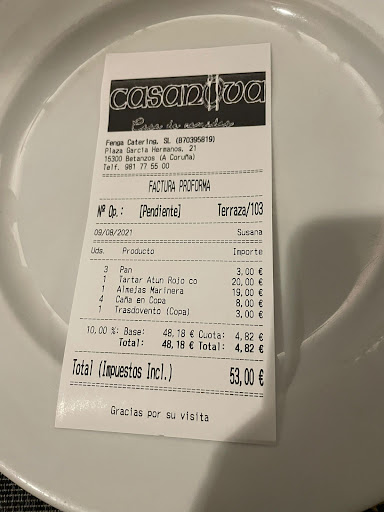 casanova
Casa de comidas
Fenga Catering, SL (B70395819)
Plaza Garcia Hermanos, 21
15300 Betanzos (A Coruña)
Telf. 981 77 55 00
FACTURA PROFORMA
Nº Op.: [Pendiente] Terraza/103
09/08/2021 Susana
Uds. Producto Importe
3 Pan 3,00 €
1 Tartar Atun Rojo co 20,00 €
1 Almejas Marinera 19,00 €
4 Caña en Copa 8,00 €
1 Trasdovento (Copa) 3,00 €
10,00 %: Base: 48,18 € Cuota: 4,82 €
Total: 48,18 € Total: 4,82 €
Total (Impuestos Incl.) 53,00 €
Gracias por su visita